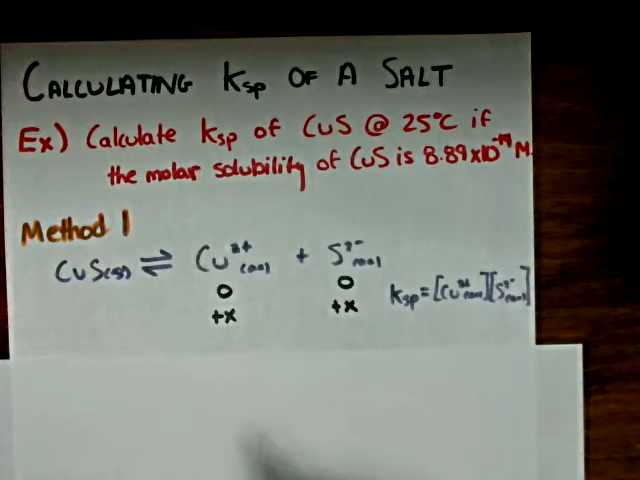 CALCULATING Ksp OF A SALT
Ex) Calculate Ksp of CuS @ 25°C if
the molar solubility of CuS is 8.89x10⁻¹⁹ M.
Method 1
CuS(s) ⇌ Cu²⁺(aq) + S²⁻(aq)
0 0
+x +x Ksp=[Cu²⁺(aq)][S²⁻(aq)]